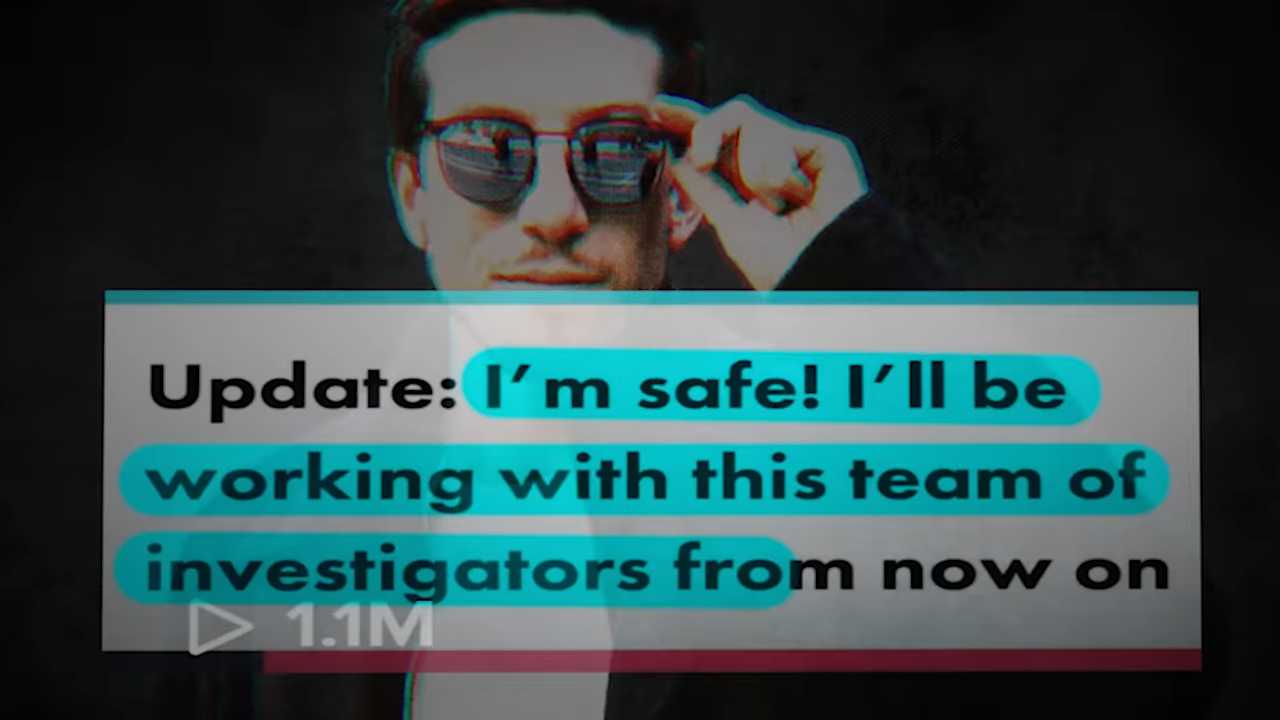 Update: I’m safe! I’ll be
working with this team of
investigators from now on
1.1M